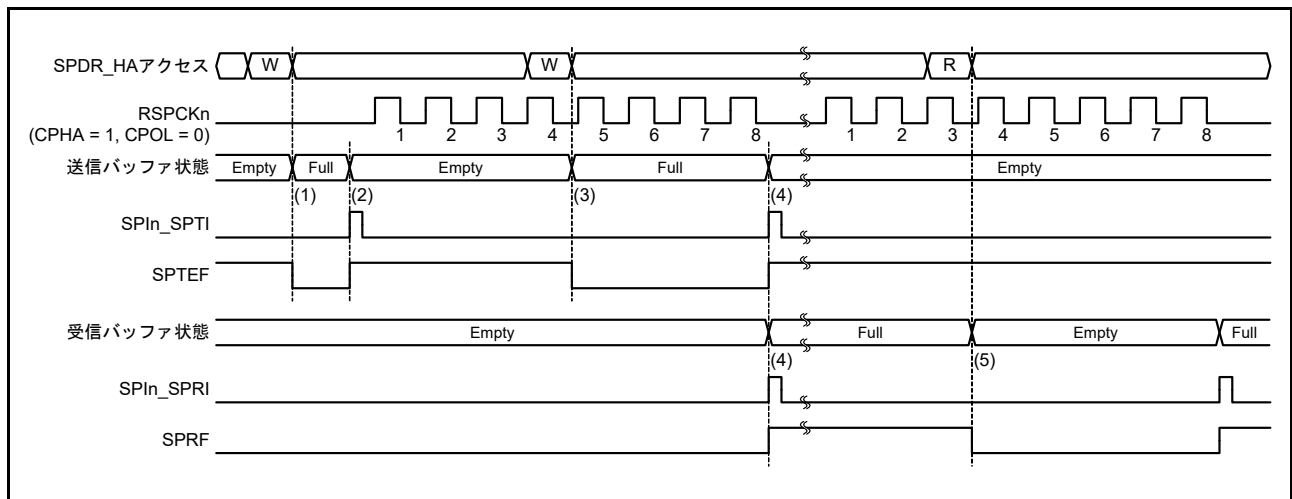 SPDR_HAアクセス W W R
RSPCKn
(CPHA = 1, CPOL = 0)
1 2 3 4 5 6 7 8 1 2 3 4 5 6 7 8
送信バッファ状態 Empty Full Empty Full Empty
(1) (2) (3) (4)
SPIn_SPTI
SPTEF
受信バッファ状態 Empty Full Empty Full
(4) (5)
SPIn_SPRI
SPRF